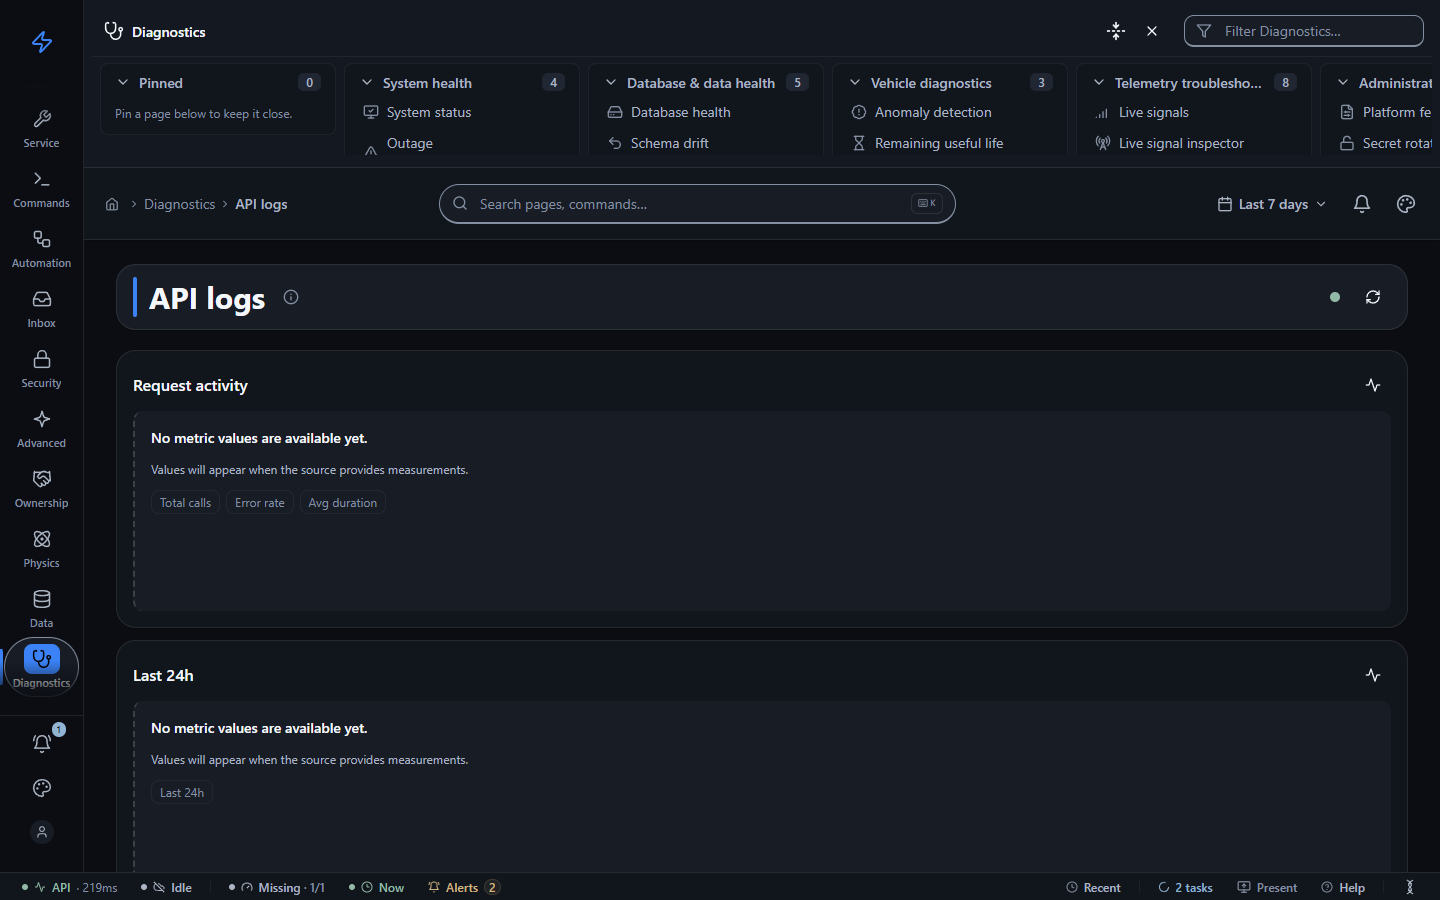 Diagnostics
Filter Diagnostics...
Pinned 0
Pin a page below to keep it close.
System health 4
System status
Outage
Database & data health 5
Database health
Schema drift
Vehicle diagnostics 3
Anomaly detection
Remaining useful life
Telemetry troublesho... 8
Live signals
Live signal inspector
Administrat
Platform fe
Secret rotat
Service
Commands
Automation
Inbox
Security
Advanced
Ownership
Physics
Data
Diagnostics
1
Diagnostics
API logs
Search pages, commands...
K
Last 7 days
API logs
Request activity
No metric values are available yet.
Values will appear when the source provides measurements.
Total calls Error rate Avg duration
Last 24h
No metric values are available yet.
Values will appear when the source provides measurements.
Last 24h
API · 219ms Idle Missing · 1/1 Now Alerts 2 Recent 2 tasks Present Help